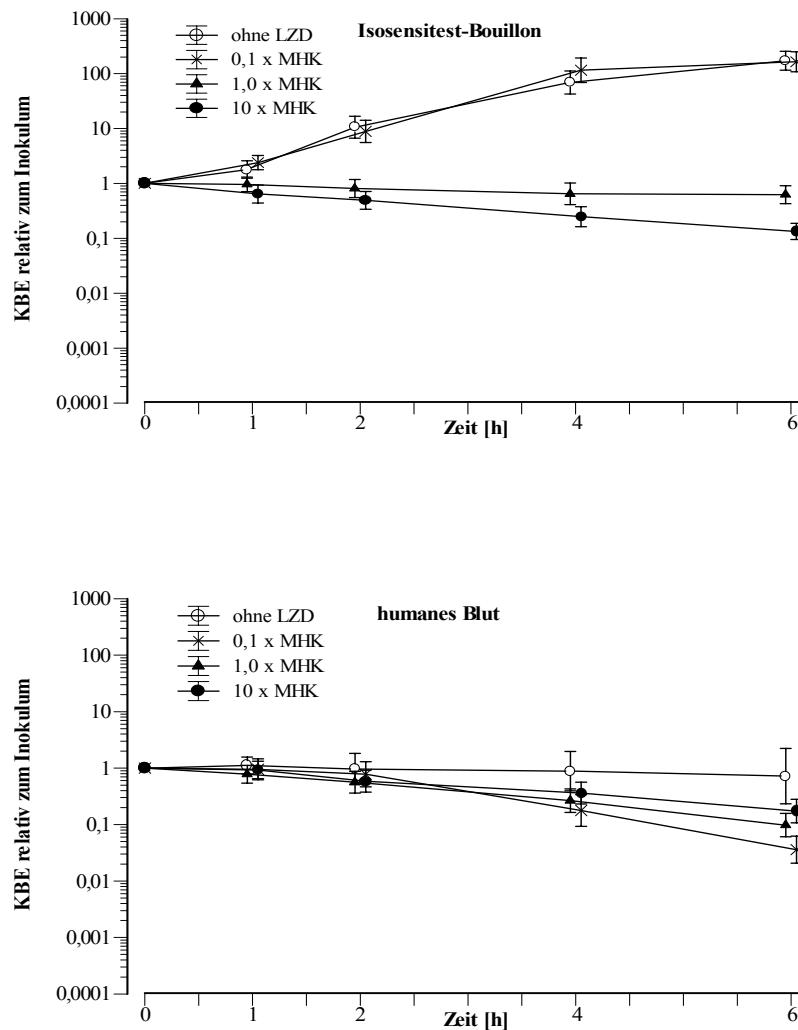 1000
100
10
1
0,1
0,01
0,001
0,0001
KBE relativ zum Inokulum
ohne LZD
0,1 x MHK
1,0 x MHK
10 x MHK
Isosensitest-Bouillon
0 1 2 4 6
Zeit [h]
1000
100
10
1
0,1
0,01
0,001
0,0001
KBE relativ zum Inokulum
ohne LZD
0,1 x MHK
1,0 x MHK
10 x MHK
humanes Blut
0 1 2 4 6
Zeit [h]